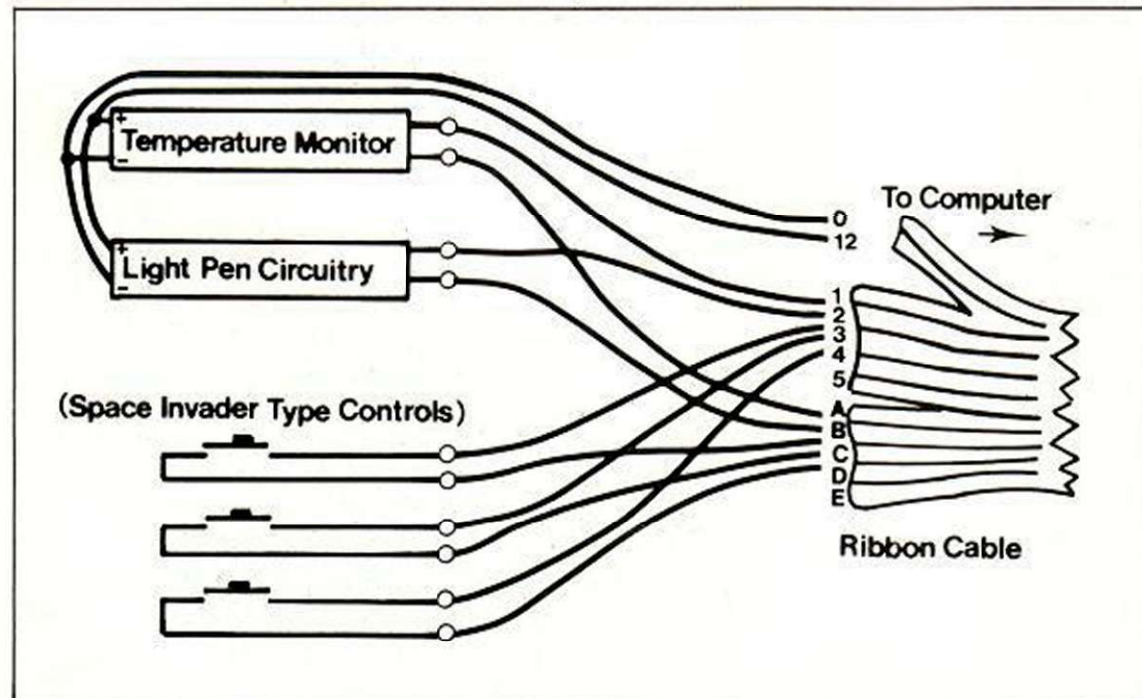 +
Temperature Monitor
-
+
Light Pen Circuitry
-
(Space Invader Type Controls)
0
12
To Computer
1
2
3
4
5
A
B
C
D
E
Ribbon Cable